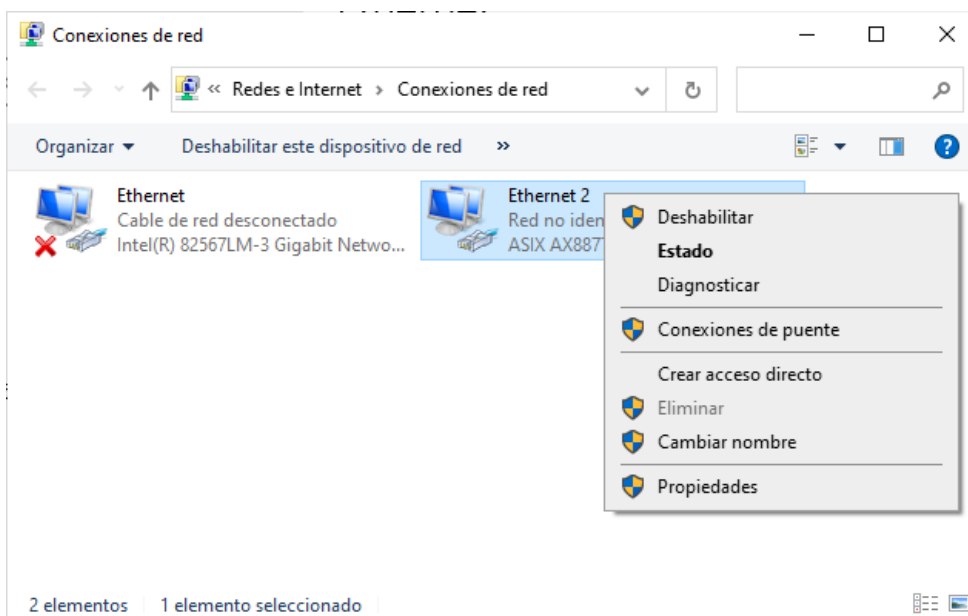 Conexiones de red
« Redes e Internet > Conexiones de red
Organizar Deshabilitar este dispositivo de red »
Ethernet
Cable de red desconectado
Intel(R) 82567LM-3 Gigabit Netwo...
Ethernet 2
Red no iden
ASIX AX887
Deshabilitar
Estado
Diagnosticar
Conexiones de puente
Crear acceso directo
Eliminar
Cambiar nombre
Propiedades
2 elementos 1 elemento seleccionado